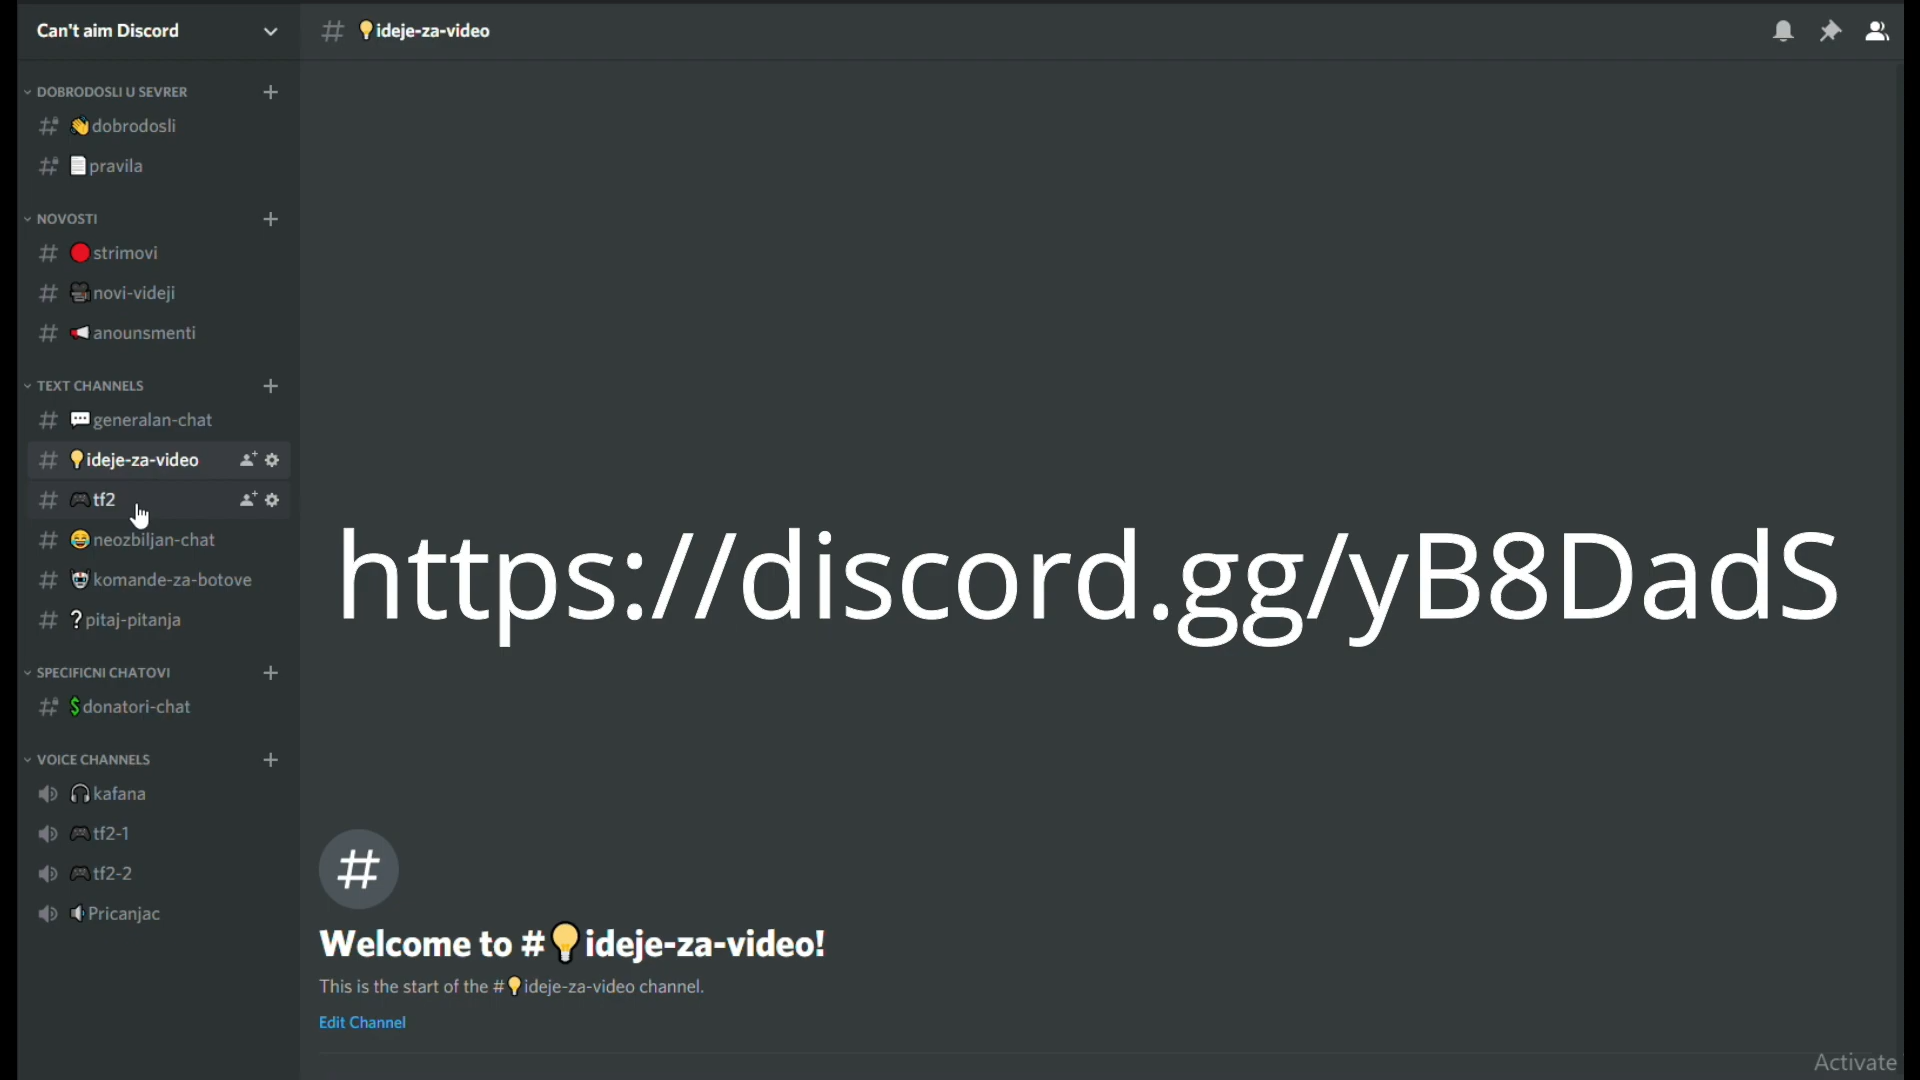 Can't aim Discord
💡ideje-za-video
DOBRODOSLI U SEVRER
👋dobrodosli
📄pravila
NOVOSTI
🔴strimovi
🎥novi-videji
📢anounsmenti
TEXT CHANNELS
💬generalan-chat
💡ideje-za-video
🎮tf2
😂neozbiljan-chat
🤡komande-za-botove
❔pitaj-pitanja
SPECIFICNI CHATOVI
💲donatori-chat
VOICE CHANNELS
🎧kafana
🎮tf2-1
🎮tf2-2
🔈Pricanjac
https://discord.gg/yB8DadS
#
Welcome to #💡ideje-za-video!
This is the start of the #💡ideje-za-video channel.
Edit Channel
Activate